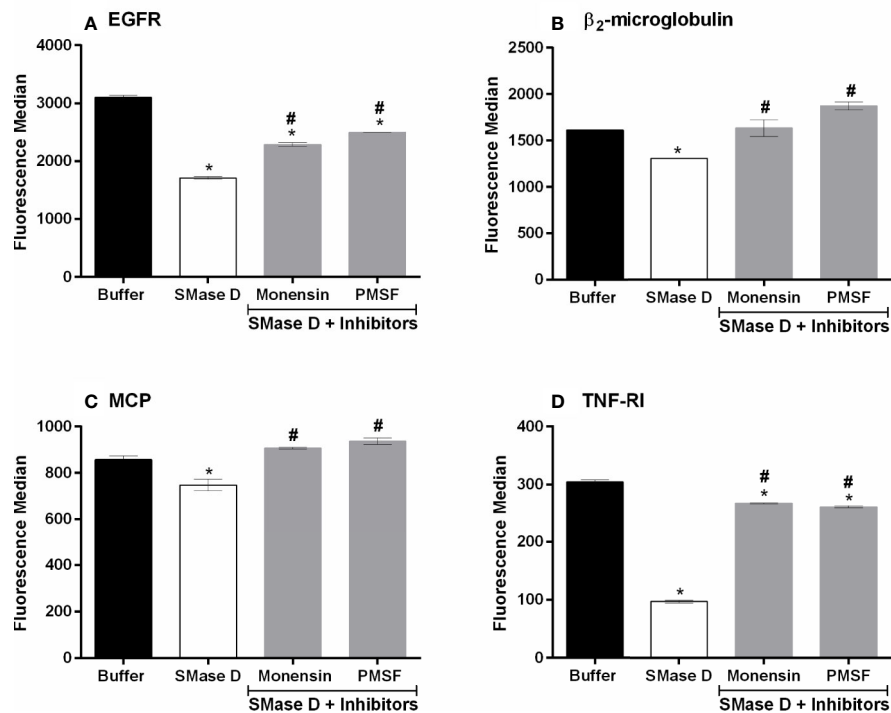 A EGFR
Fluorescence Median
4000
3000
2000
1000
0
*
#
*
#
*
Buffer SMase D Monensin PMSF
SMase D + Inhibitors
B β₂-microglobulin
Fluorescence Median
2500
2000
1500
1000
500
0
*
#
#
Buffer SMase D Monensin PMSF
SMase D + Inhibitors
C MCP
Fluorescence Median
1000
800
600
400
200
0
*
#
#
Buffer SMase D Monensin PMSF
SMase D + Inhibitors
D TNF-RI
Fluorescence Median
400
300
200
100
0
*
#
*
#
*
Buffer SMase D Monensin PMSF
SMase D + Inhibitors